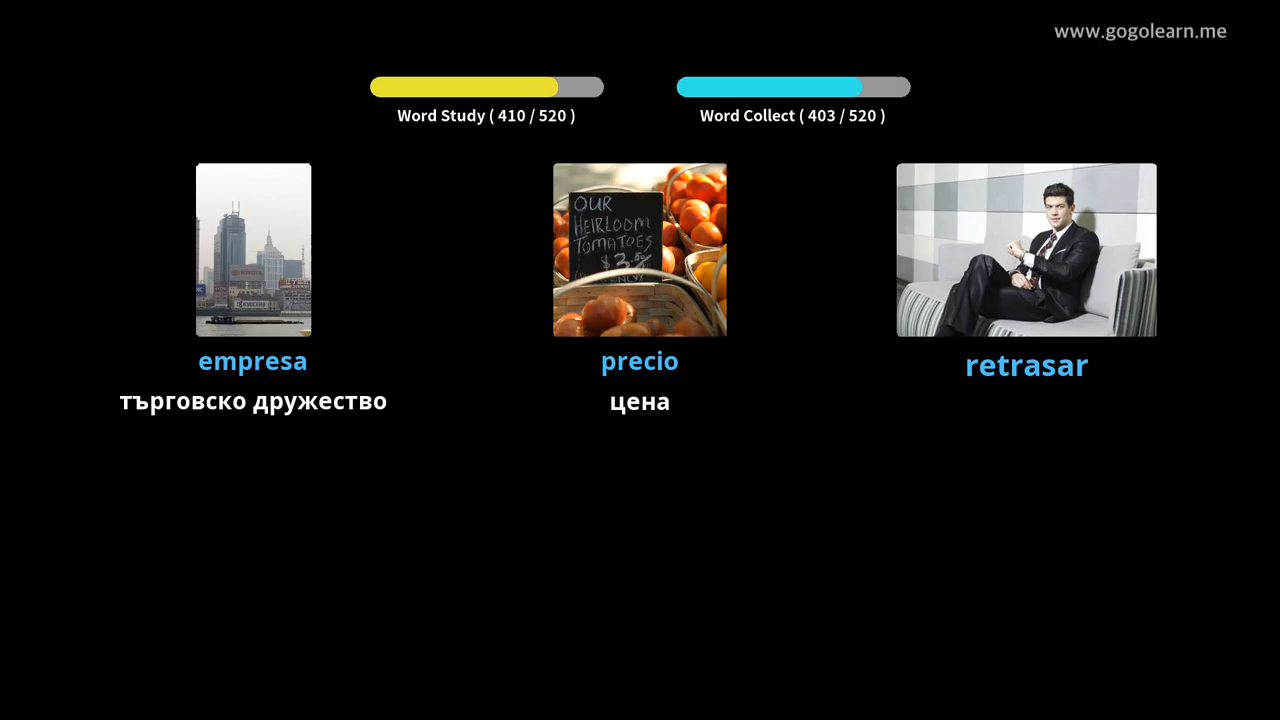 www.gogolearn.me
Word Study ( 410 / 520 )
Word Collect ( 403 / 520 )
OUR
HEIRLOOM
TOMATOES
empresa
precio
retrasar
търговско дружество
цена